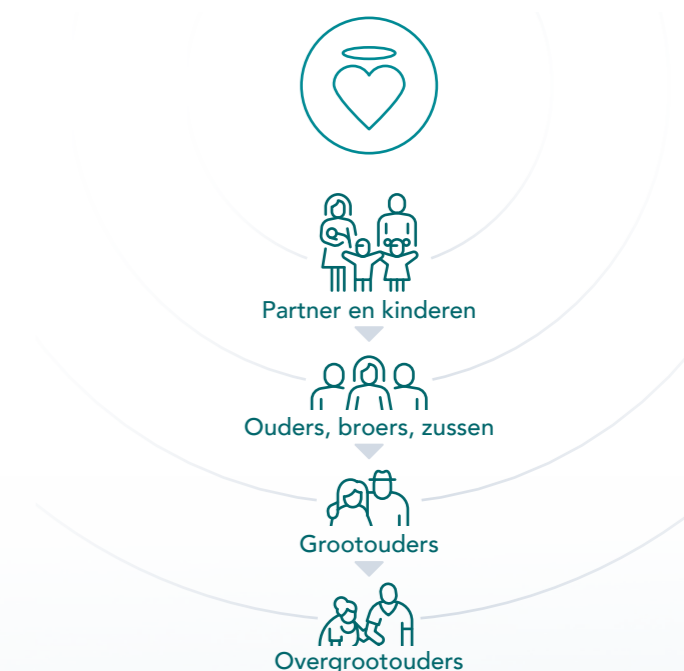 Partner en kinderen
Ouders, broers, zussen
Grootouders
Overgrootouders